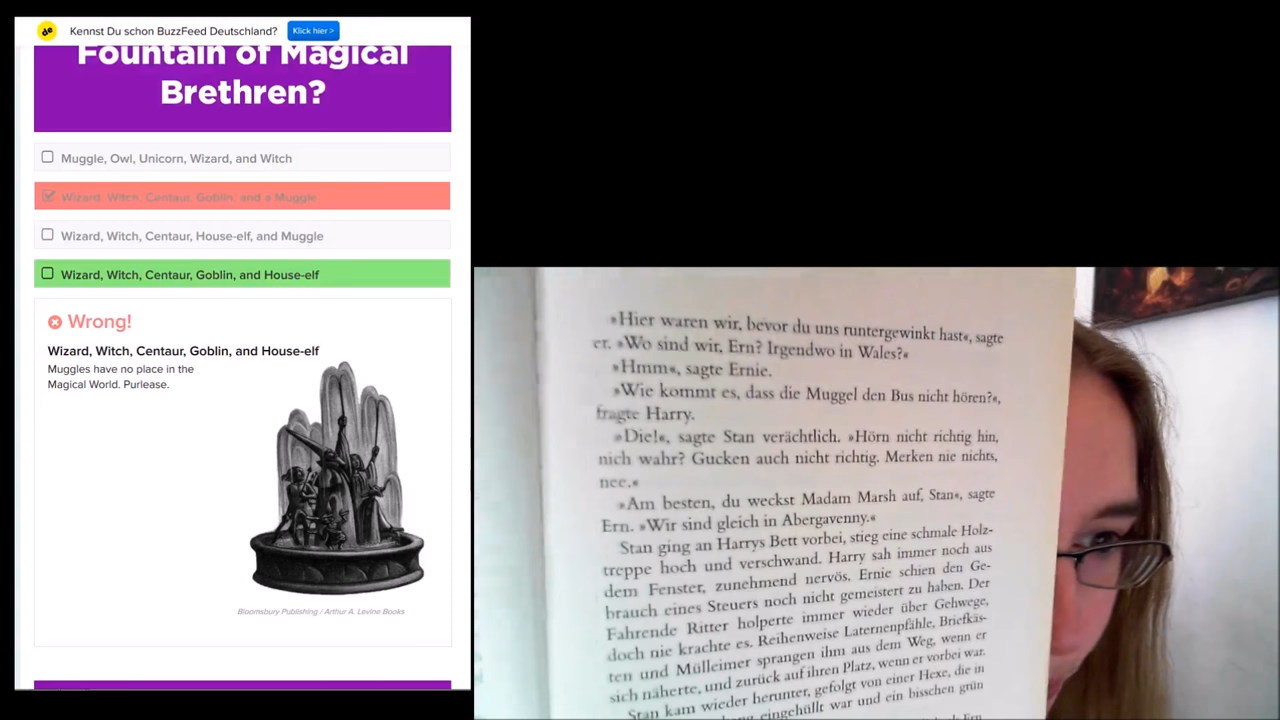 de
Kennst Du schon BuzzFeed Deutschland?
Klick hier >
Fountain of Magical
Brethren?
Muggle, Owl, Unicorn, Wizard, and Witch
Wizard, Witch, Centaur, Goblin, and a Muggle
Wizard, Witch, Centaur, House-elf, and Muggle
Wizard, Witch, Centaur, Goblin, and House-elf
Wrong!
Wizard, Witch, Centaur, Goblin, and House-elf
Muggles have no place in the
Magical World. Purlease.
Bloomsbury Publishing / Arthur A. Levine Books
»Hier waren wir, bevor du uns runtergewinkt hast«, sagte
er. »Wo sind wir, Ern? Irgendwo in Wales?«
»Hmm«, sagte Ernie.
»Wie kommt es, dass die Muggel den Bus nicht hören?«,
fragte Harry.
»Die!«, sagte Stan verächtlich. »Hörn nicht richtig hin,
nich wahr? Gucken auch nicht richtig. Merken nie nichts,
nee.«
»Am besten, du weckst Madam Marsh auf, Stan«, sagte
Ern. »Wir sind gleich in Abergavenny.«
Stan ging an Harrys Bett vorbei, stieg eine schmale Holz-
treppe hoch und verschwand. Harry sah immer noch aus
dem Fenster, zunehmend nervös. Ernie schien den Ge-
brauch eines Steuers noch nicht gemeistert zu haben. Der
Fahrende Ritter holperte immer wieder über Gehwege,
doch nie krachte es. Reihenweise Laternenpfähle, Briefkäs-
ten und Mülleimer sprangen ihm aus dem Weg, wenn er
sich näherte, und zurück auf ihren Platz, wenn er vorbei war.
Stan kam wieder herunter, gefolgt von einer Hexe, die in
eingehüllt war und ein bisschen grün